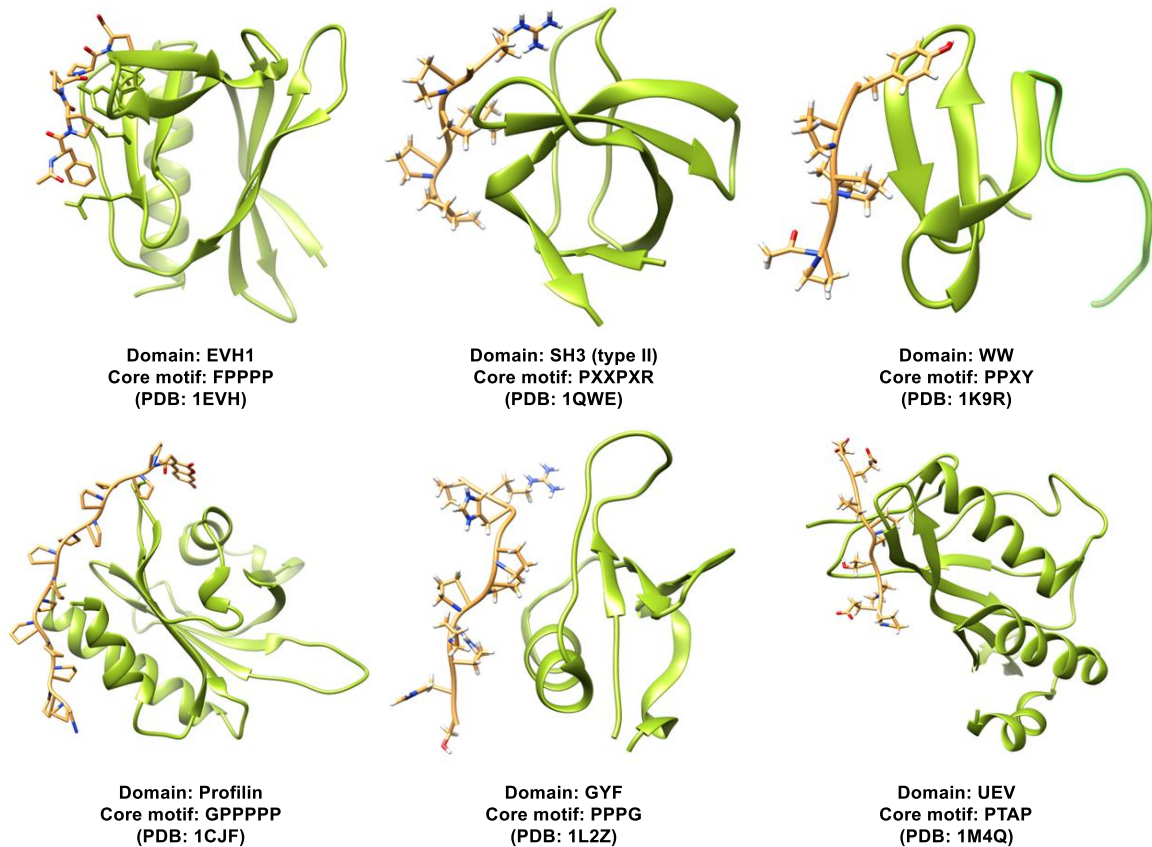 Domain: EVH1
Core motif: FPPPP
(PDB: 1EVH)
Domain: SH3 (type II)
Core motif: PXXPXR
(PDB: 1QWE)
Domain: WW
Core motif: PPXY
(PDB: 1K9R)
Domain: Profilin
Core motif: GPPPPP
(PDB: 1CJF)
Domain: GYF
Core motif: PPPG
(PDB: 1L2Z)
Domain: UEV
Core motif: PTAP
(PDB: 1M4Q)